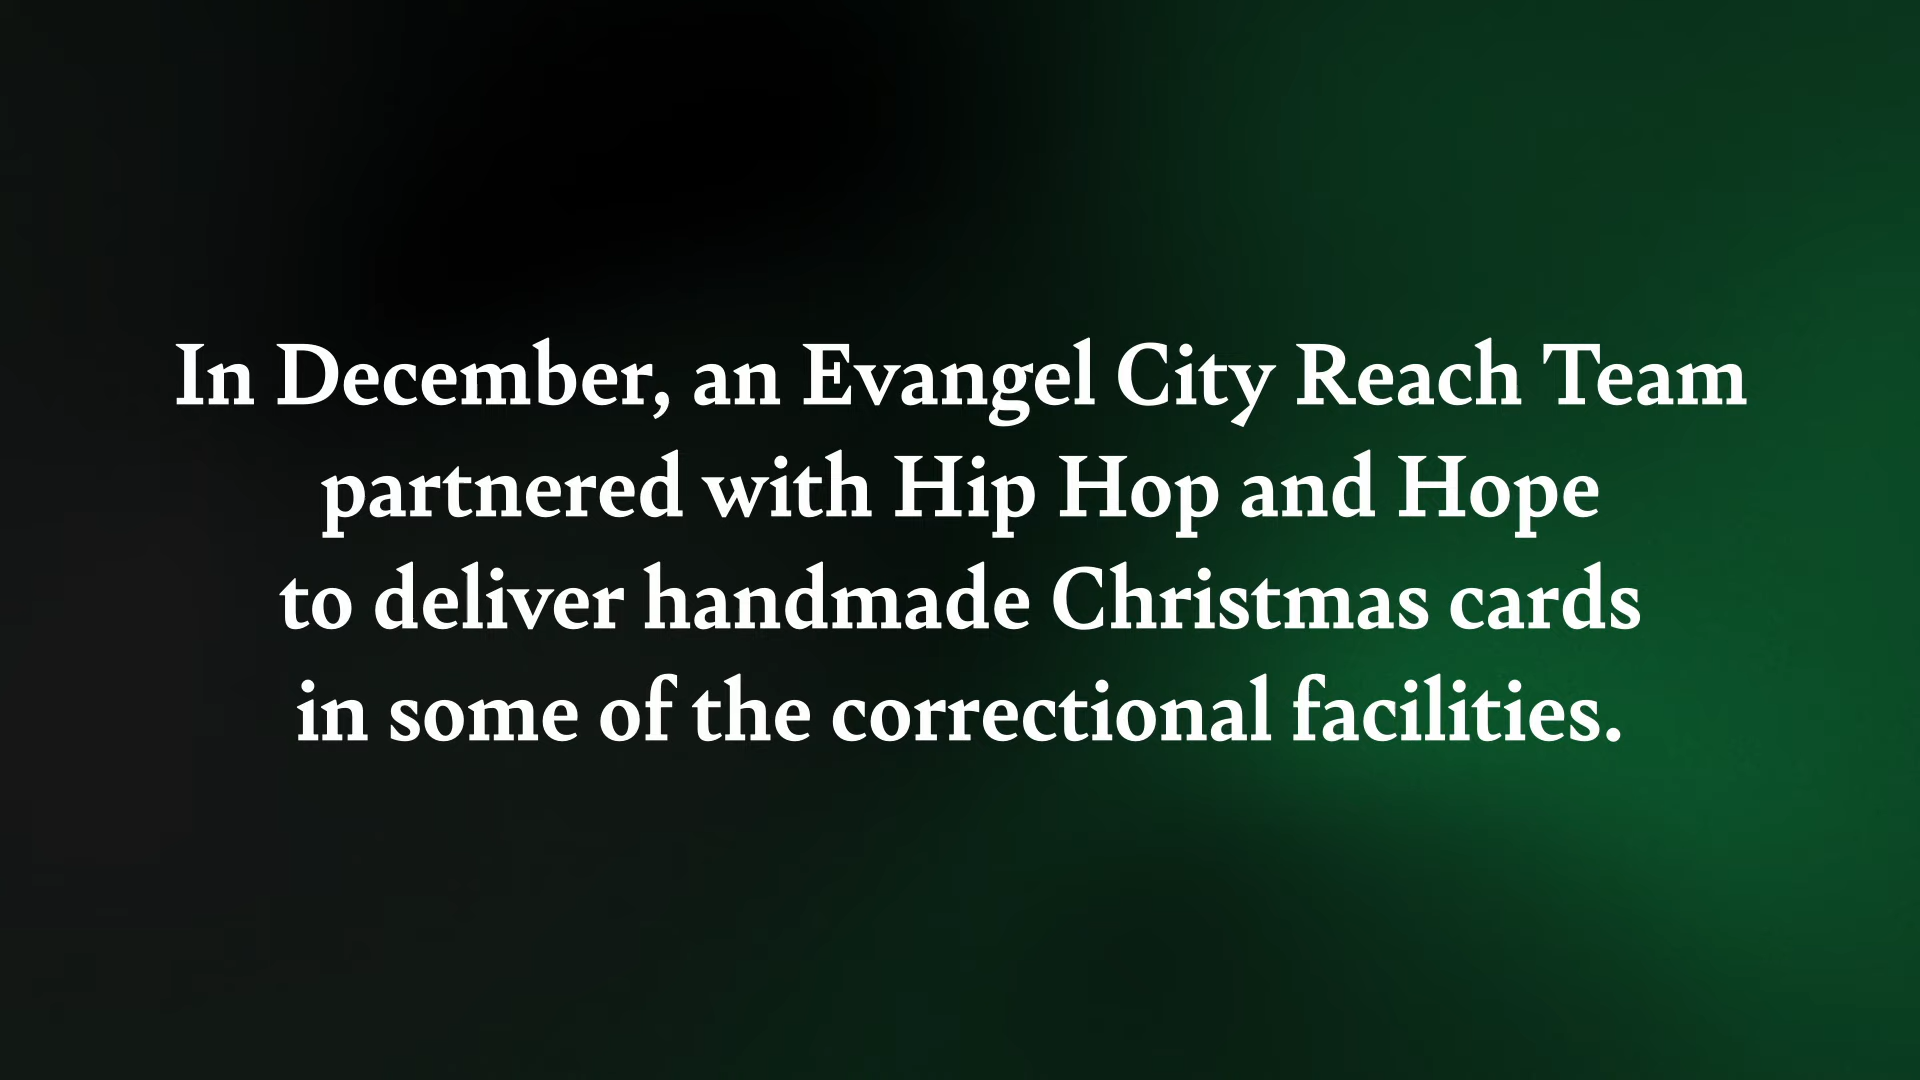 In December, an Evangel City Reach Team
partnered with Hip Hop and Hope
to deliver handmade Christmas cards
in some of the correctional facilities.